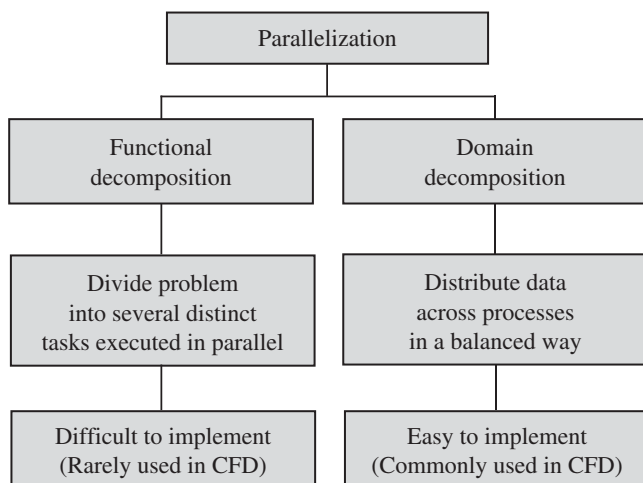 Parallelization
Functional
decomposition
Domain
decomposition
Divide problem
into several distinct
tasks executed in parallel
Distribute data
across processes
in a balanced way
Difficult to implement
(Rarely used in CFD)
Easy to implement
(Commonly used in CFD)